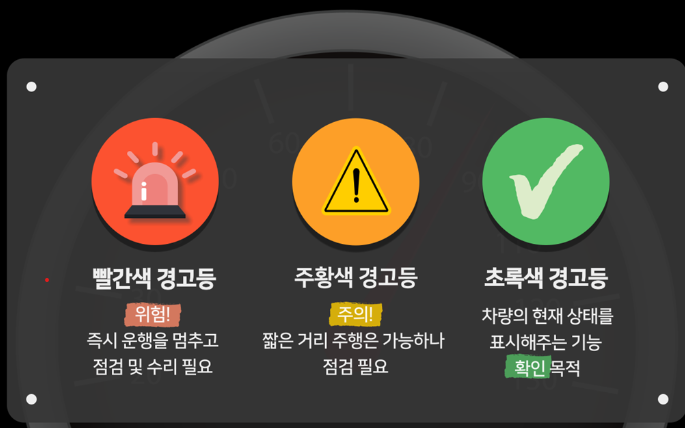 빨간색 경고등
위험!
즉시 운행을 멈추고
점검 및 수리 필요
주황색 경고등
주의!
짧은 거리 주행은 가능하나
점검 필요
초록색 경고등
차량의 현재 상태를
표시해주는 기능
확인 목적